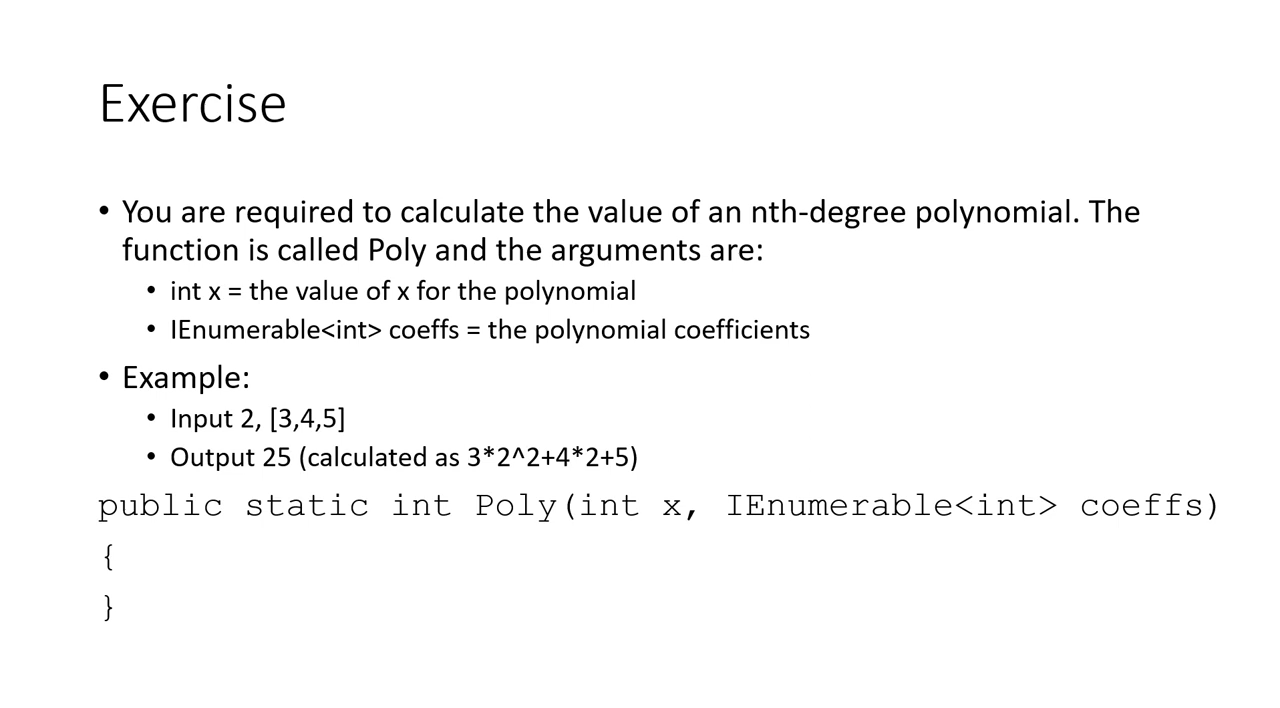 Exercise
• You are required to calculate the value of an nth-degree polynomial. The
function is called Poly and the arguments are:
• int x = the value of x for the polynomial
• IEnumerable<int> coeffs = the polynomial coefficients
• Example:
• Input 2, [3,4,5]
• Output 25 (calculated as 3*2^2+4*2+5)
public static int Poly(int x, IEnumerable<int> coeffs)
{
}